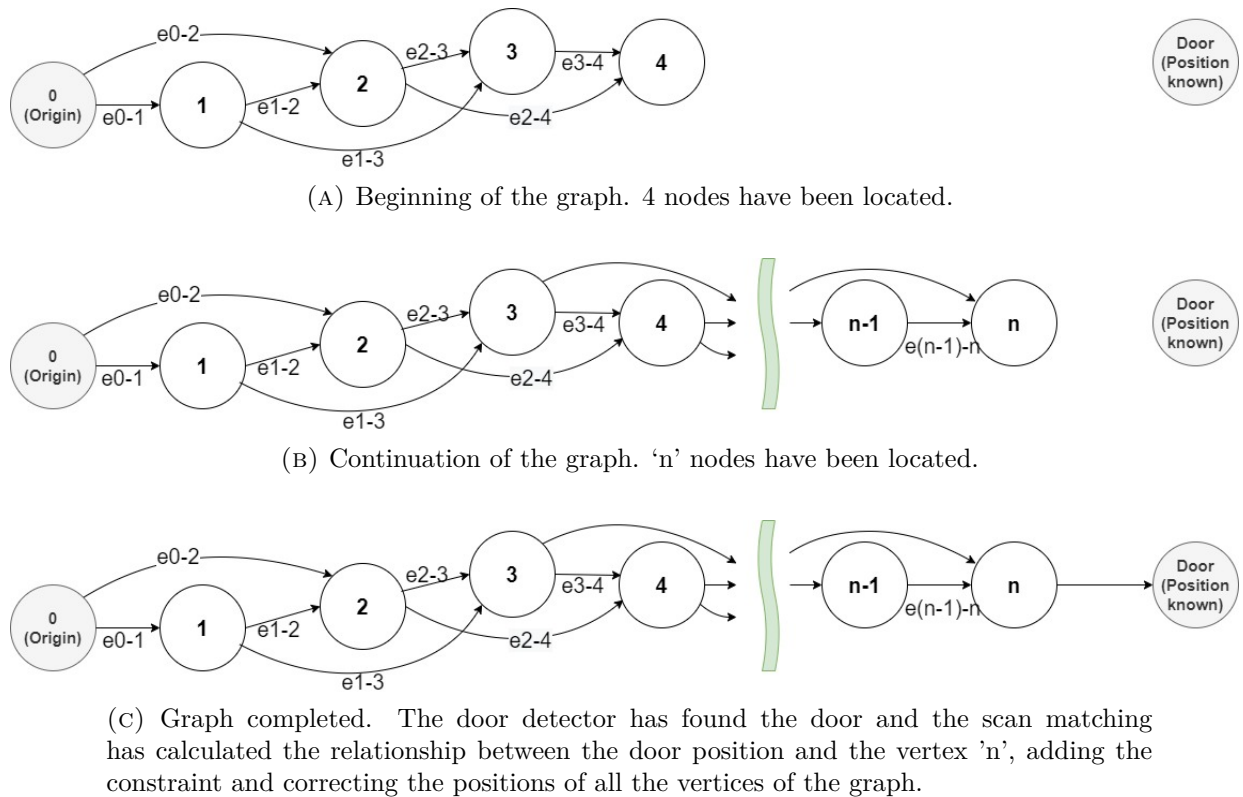 e0-2
3
4
Door
(Position
known)
e2-3
e3-4
0
(Origin)
1
2
e0-1
e1-2
e2-4
e1-3
(A) Beginning of the graph. 4 nodes have been located.
e0-2
3
4
n-1
n
Door
(Position
known)
e2-3
e3-4
0
(Origin)
1
2
e(n-1)-n
e0-1
e1-2
e2-4
e1-3
(B) Continuation of the graph. ‘n’ nodes have been located.
e0-2
3
4
n-1
n
Door
(Position
known)
e2-3
e3-4
0
(Origin)
1
2
e(n-1)-n
e0-1
e1-2
e2-4
e1-3
(C) Graph completed. The door detector has found the door and the scan matching
has calculated the relationship between the door position and the vertex ’n’, adding the
constraint and correcting the positions of all the vertices of the graph.